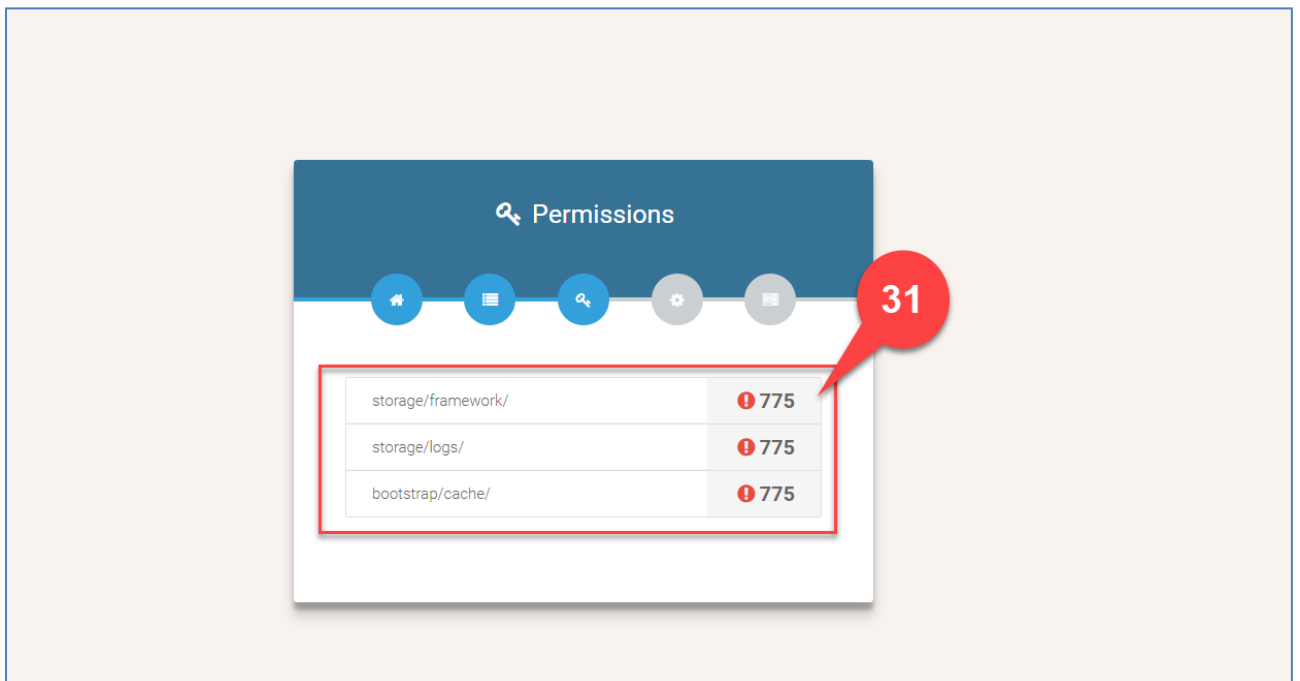 Permissions
31
storage/framework/ 775
storage/logs/ 775
bootstrap/cache/ 775